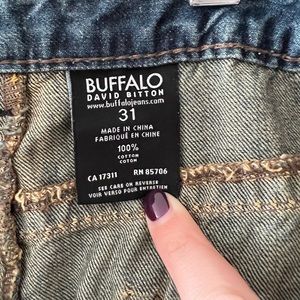 BUFFALO
DAVID BITTON
www.buffalojeans.com
31
MADE IN CHINA
FABRIQUÉ EN CHINE
100%
COTTON
COTON
CA 17311 RN 85706
SEE CARE ON REVERSE
VOIR VERSO POUR ENTRETIEN